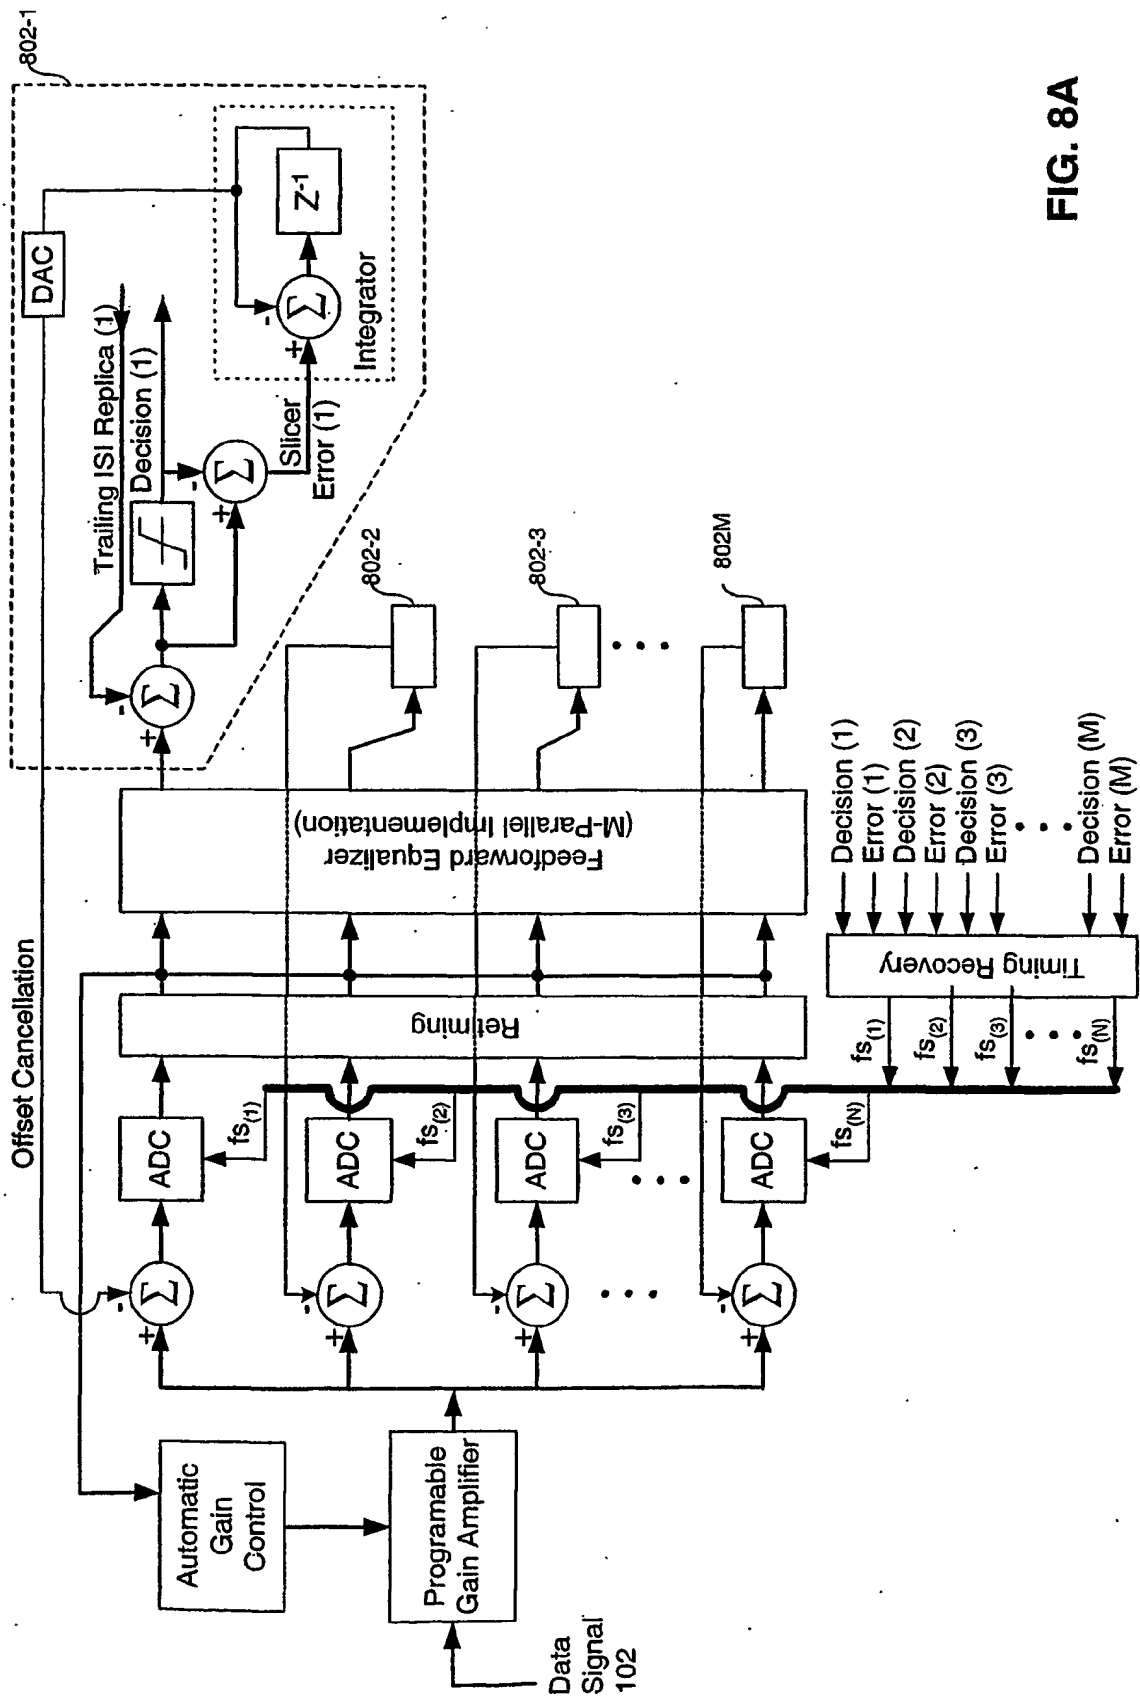 802-1
DAC
Trailing ISI Replica (1)
Decision (1)
-
Σ
+
-
Σ
+
Slicer
Error (1)
-
Σ
+
Z-1
Integrator
Offset Cancellation
802-2
802-3
802M
• • •
Automatic
Gain
Control
Programable
Gain Amplifier
Data
Signal
102
-
Σ
+
ADC
fs(1)
-
Σ
+
ADC
fs(2)
-
Σ
+
ADC
fs(3)
• • •
• • •
-
Σ
+
ADC
fs(N)
Retiming
Feedforward Equalizer
(M-Parallel Implementation)
fs(1)
fs(2)
fs(3)
• • •
fs(N)
Timing Recovery
Decision (1)
Error (1)
Decision (2)
Error (2)
Decision (3)
Error (3)
• • •
Decision (M)
Error (M)
FIG. 8A